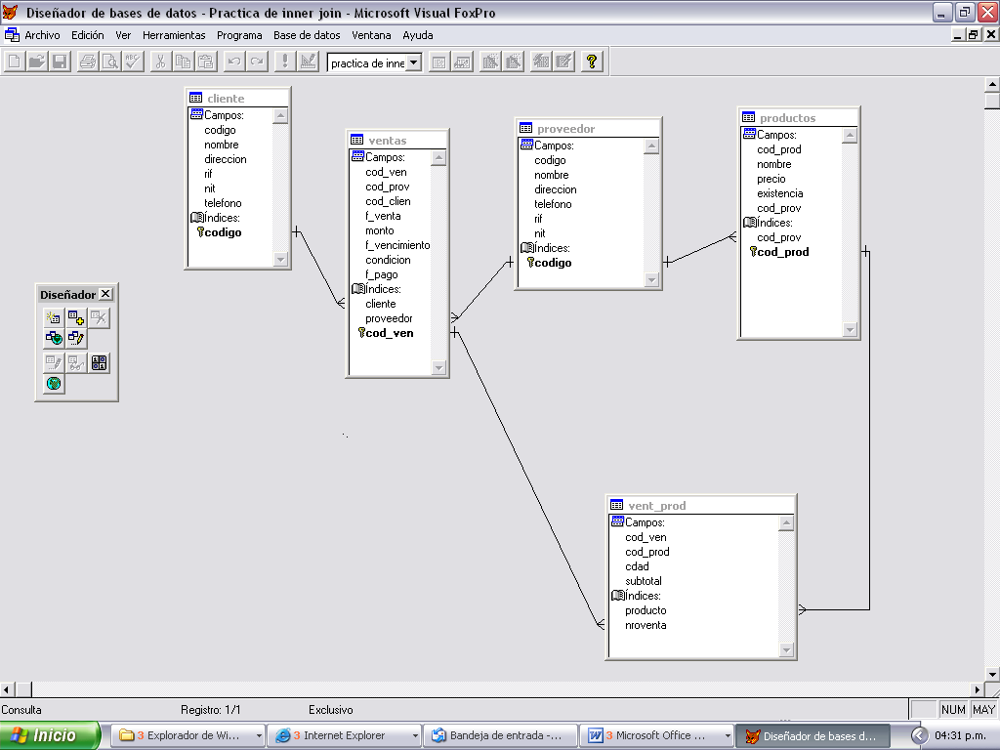 Diseñador de bases de datos - Practica de inner join - Microsoft Visual FoxPro
Archivo Edición Ver Herramientas Programa Base de datos Ventana Ayuda
practica de inne
cliente
Campos:
codigo
nombre
direccion
rif
nit
telefono
Índices:
codigo
ventas
Campos:
cod_ven
cod_prov
cod_clien
f_venta
monto
f_vencimiento
condicion
f_pago
Índices:
cliente
proveedor
cod_ven
proveedor
Campos:
codigo
nombre
direccion
telefono
rif
nit
Índices:
codigo
productos
Campos:
cod_prod
nombre
precio
existencia
cod_prov
Índices:
cod_prov
cod_prod
Diseñador
vent_prod
Campos:
cod_ven
cod_prod
cdad
subtotal
Índices:
producto
nroventa
Consulta Registro: 1/1 Exclusivo NUM MAY
Inicio 3 Explorador de Wi... 3 Internet Explorer Bandeja de entrada -... 3 Microsoft Office ... Diseñador de bases d... 04:31 p.m.